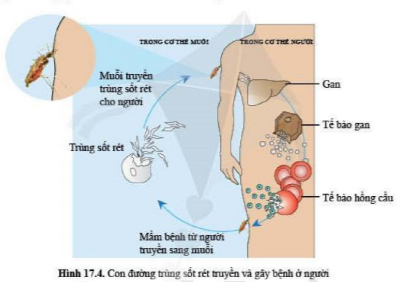 TRONG CƠ THỂ MUỖI
TRONG CƠ THỂ NGƯỜI
Muỗi truyền
trùng sốt rét
cho người
Gan
Tế bào gan
Trùng sốt rét
Tế bào hồng cầu
Mầm bệnh từ người
truyền sang muỗi
Hình 17.4. Con đường trùng sốt rét truyền và gây bệnh ở người